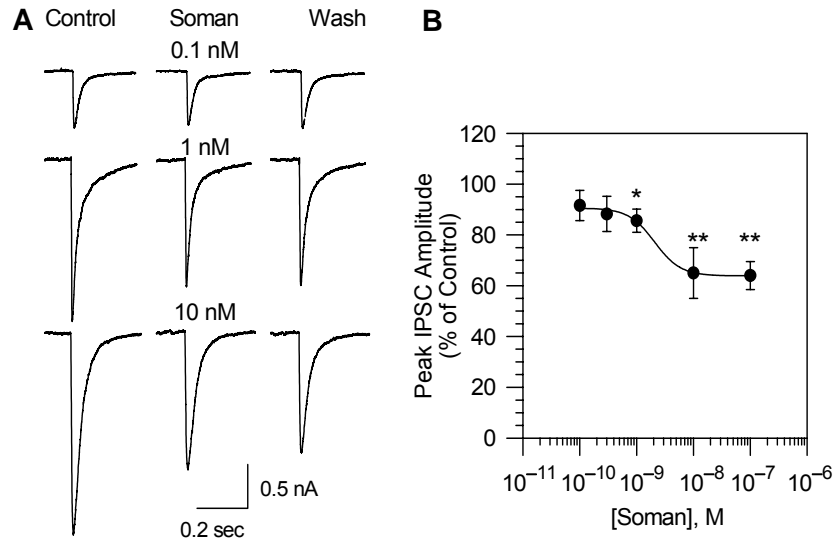 A
Control Soman Wash
0.1 nM
1 nM
10 nM
0.5 nA
0.2 sec
B
120
100
80
60
40
20
0
Peak IPSC Amplitude
(% of Control)
*
**
**
10⁻¹¹ 10⁻¹⁰ 10⁻⁹ 10⁻⁸ 10⁻⁷ 10⁻⁶
[Soman], M